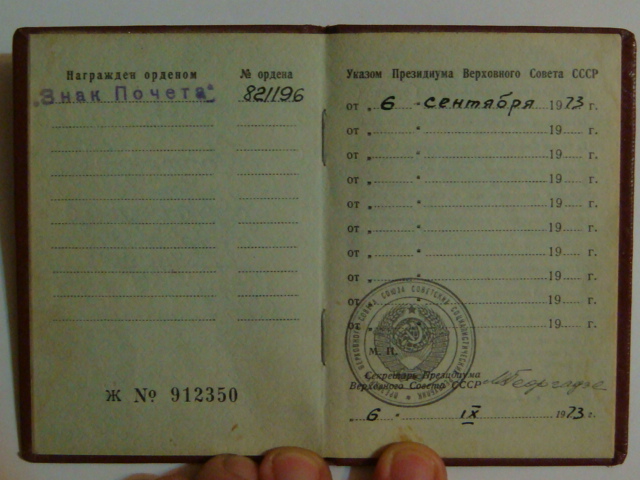 Награжден орденом № ордена
"Знак Почета" 821196
Ж № 912350
Указом Президиума Верховного Совета СССР
от „ 6 “ сентября 1973 г.
от „ “ 19 г.
от „ “ 19 г.
от „ “ 19 г.
от „ “ 19 г.
от „ “ 19 г.
от „ “ 19 г.
от „ “ 19 г.
от „ “ 19 г.
от „ “ 19 г.
М. П.
Секретарь Президиума
Верховного Совета СССР
„ 6 “ IX 1973 г.